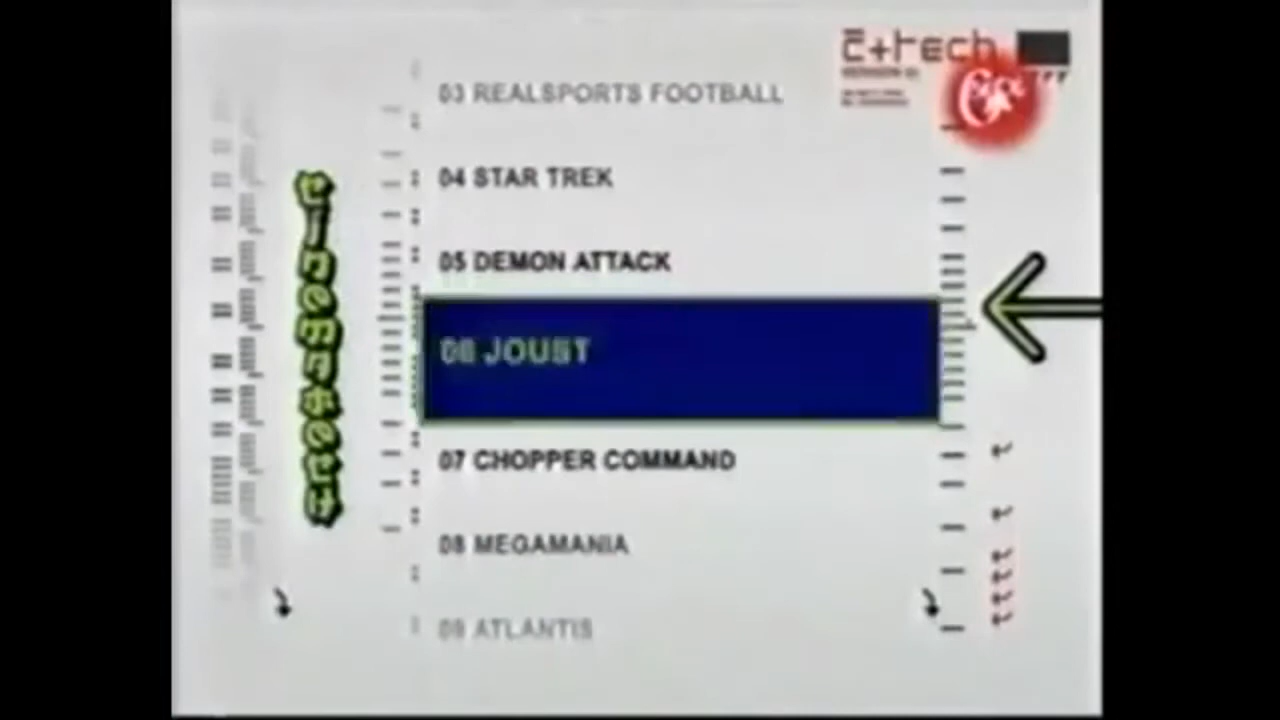 03 REALSPORTS FOOTBALL
04 STAR TREK
05 DEMON ATTACK
06 JOUST
07 CHOPPER COMMAND
08 MEGAMANIA
09 ATLANTIS